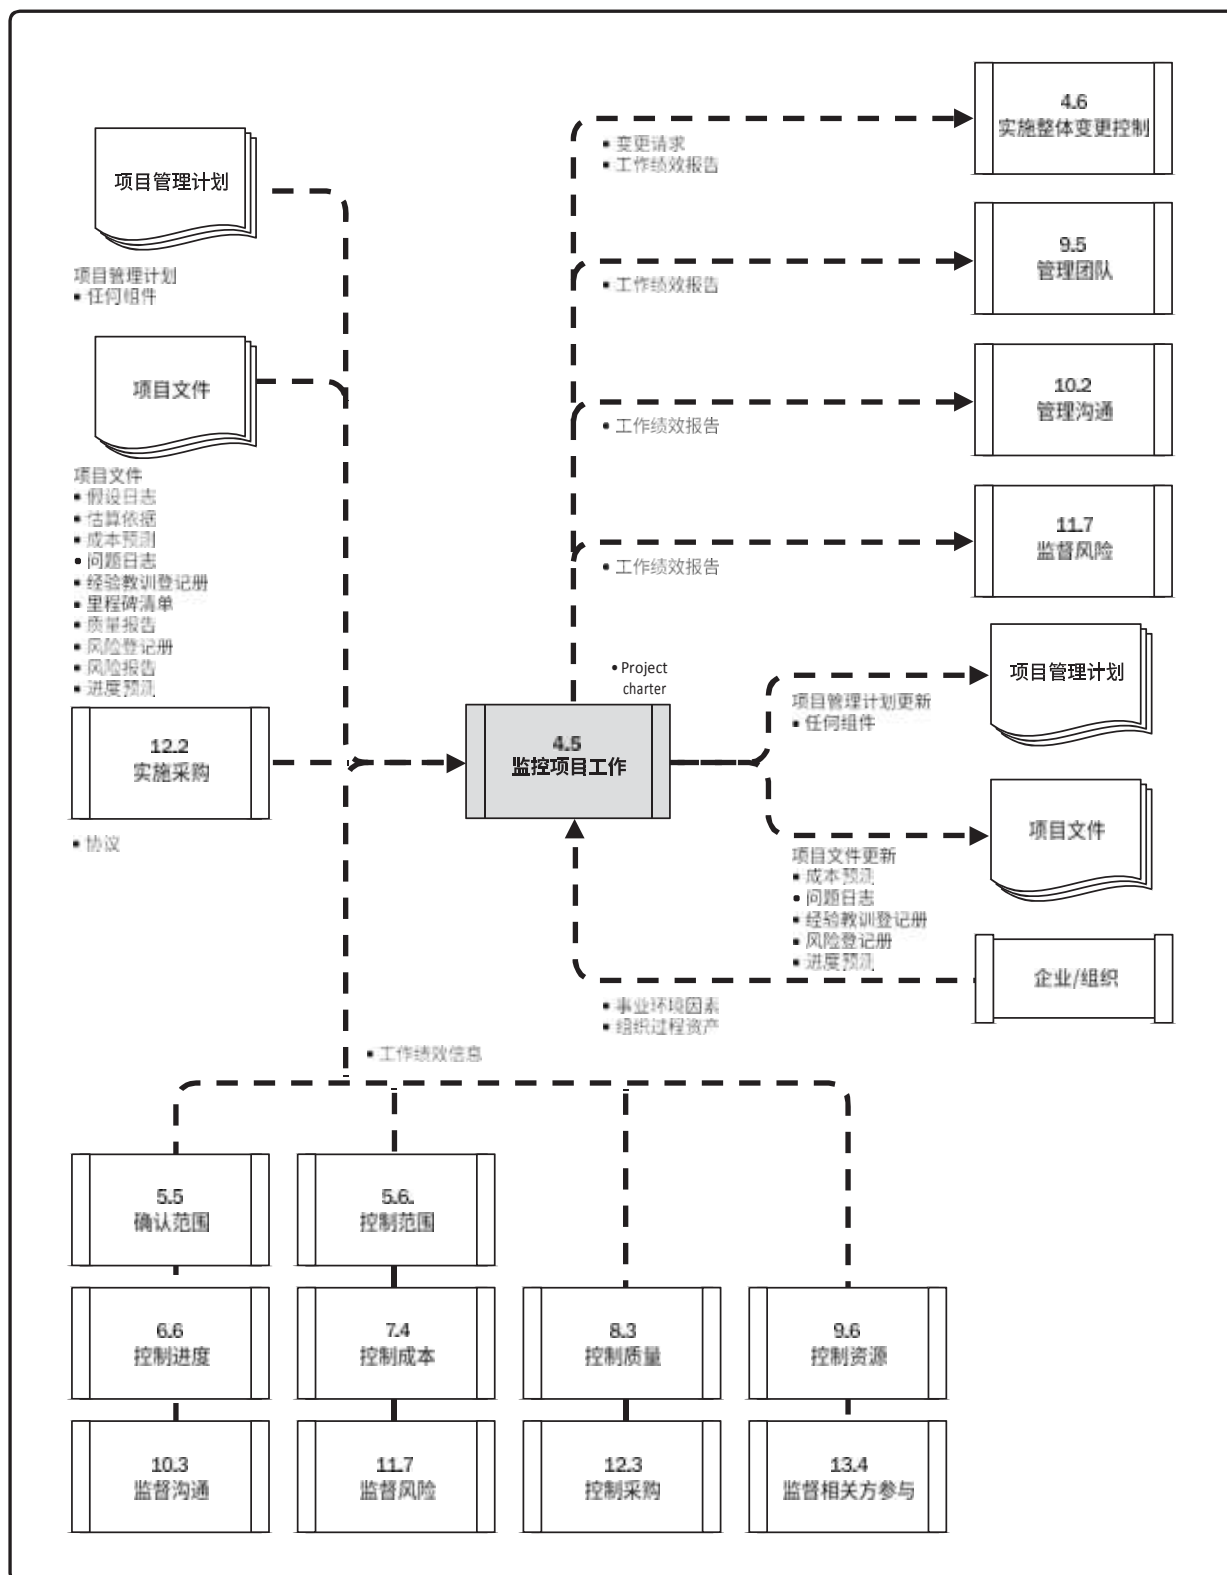 项目管理计划
项目管理计划
▪ 任何组件
项目文件
项目文件
▪ 假设日志
▪ 估算依据
▪ 成本预测
• 问题日志
▪ 经验教训登记册
▪ 里程碑清单
▪ 质量报告
▪ 风险登记册
▪ 风险报告
▪ 进度预测
12.2
实施采购
▪ 协议
4.6
实施整体变更控制
▪ 变更请求
▪ 工作绩效报告
9.5
管理团队
▪ 工作绩效报告
10.2
管理沟通
• 工作绩效报告
11.7
监督风险
• 工作绩效报告
• Project
charter
4.5
监控项目工作
项目管理计划
项目管理计划更新
▪ 任何组件
项目文件
项目文件更新
▪ 成本预测
• 问题日志
▪ 经验教训登记册
▪ 风险登记册
▪ 进度预测
企业/组织
▪ 事业环境因素
▪ 组织过程资产
▪ 工作绩效信息
5.5
确认范围
5.6.
控制范围
6.6
控制进度
7.4
控制成本
8.3
控制质量
9.6
控制资源
10.3
监督沟通
11.7
监督风险
12.3
控制采购
13.4
监督相关方参与